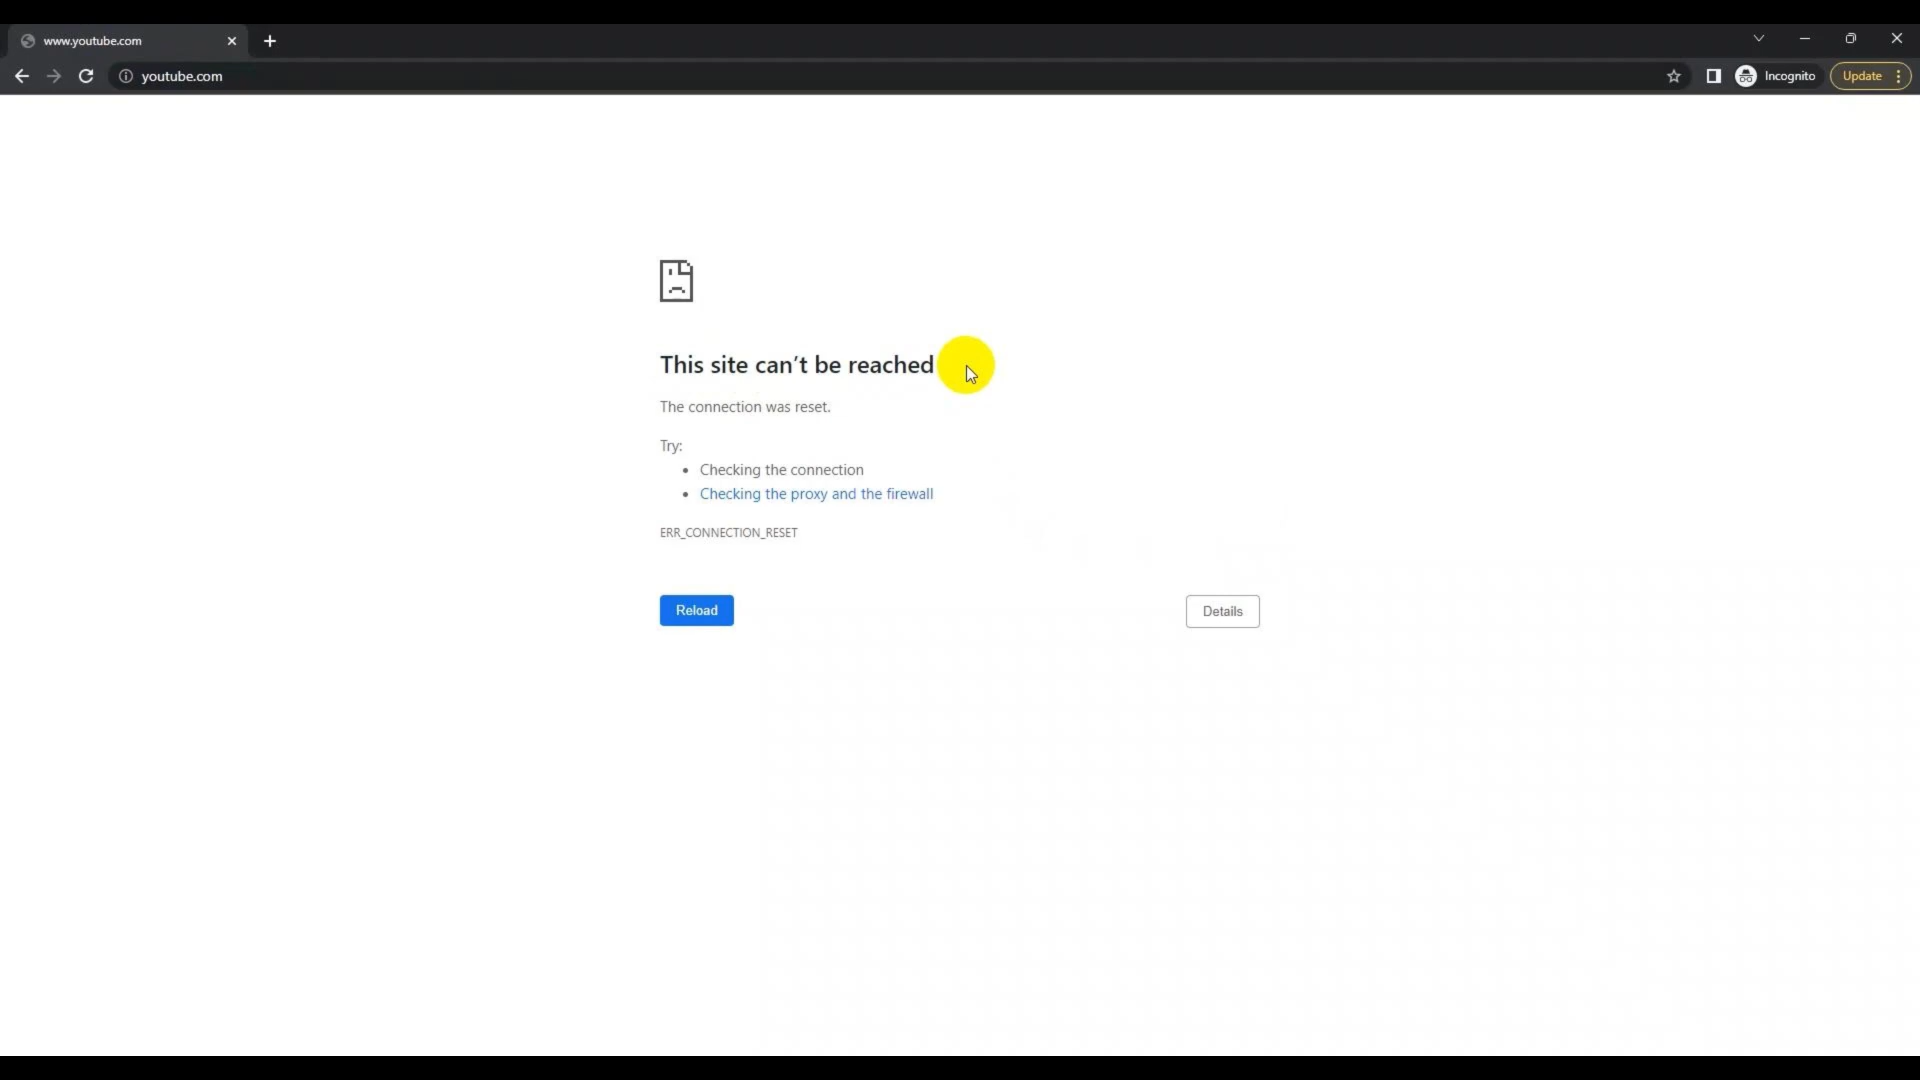 www.youtube.com
youtube.com
Incognito
Update
This site can’t be reached
The connection was reset.
Try:
Checking the connection
Checking the proxy and the firewall
ERR_CONNECTION_RESET
Reload
Details